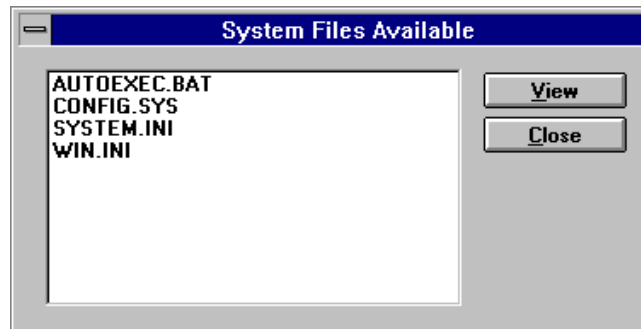 System Files Available
AUTOEXEC.BAT
CONFIG.SYS
SYSTEM.INI
WIN.INI
View
Close